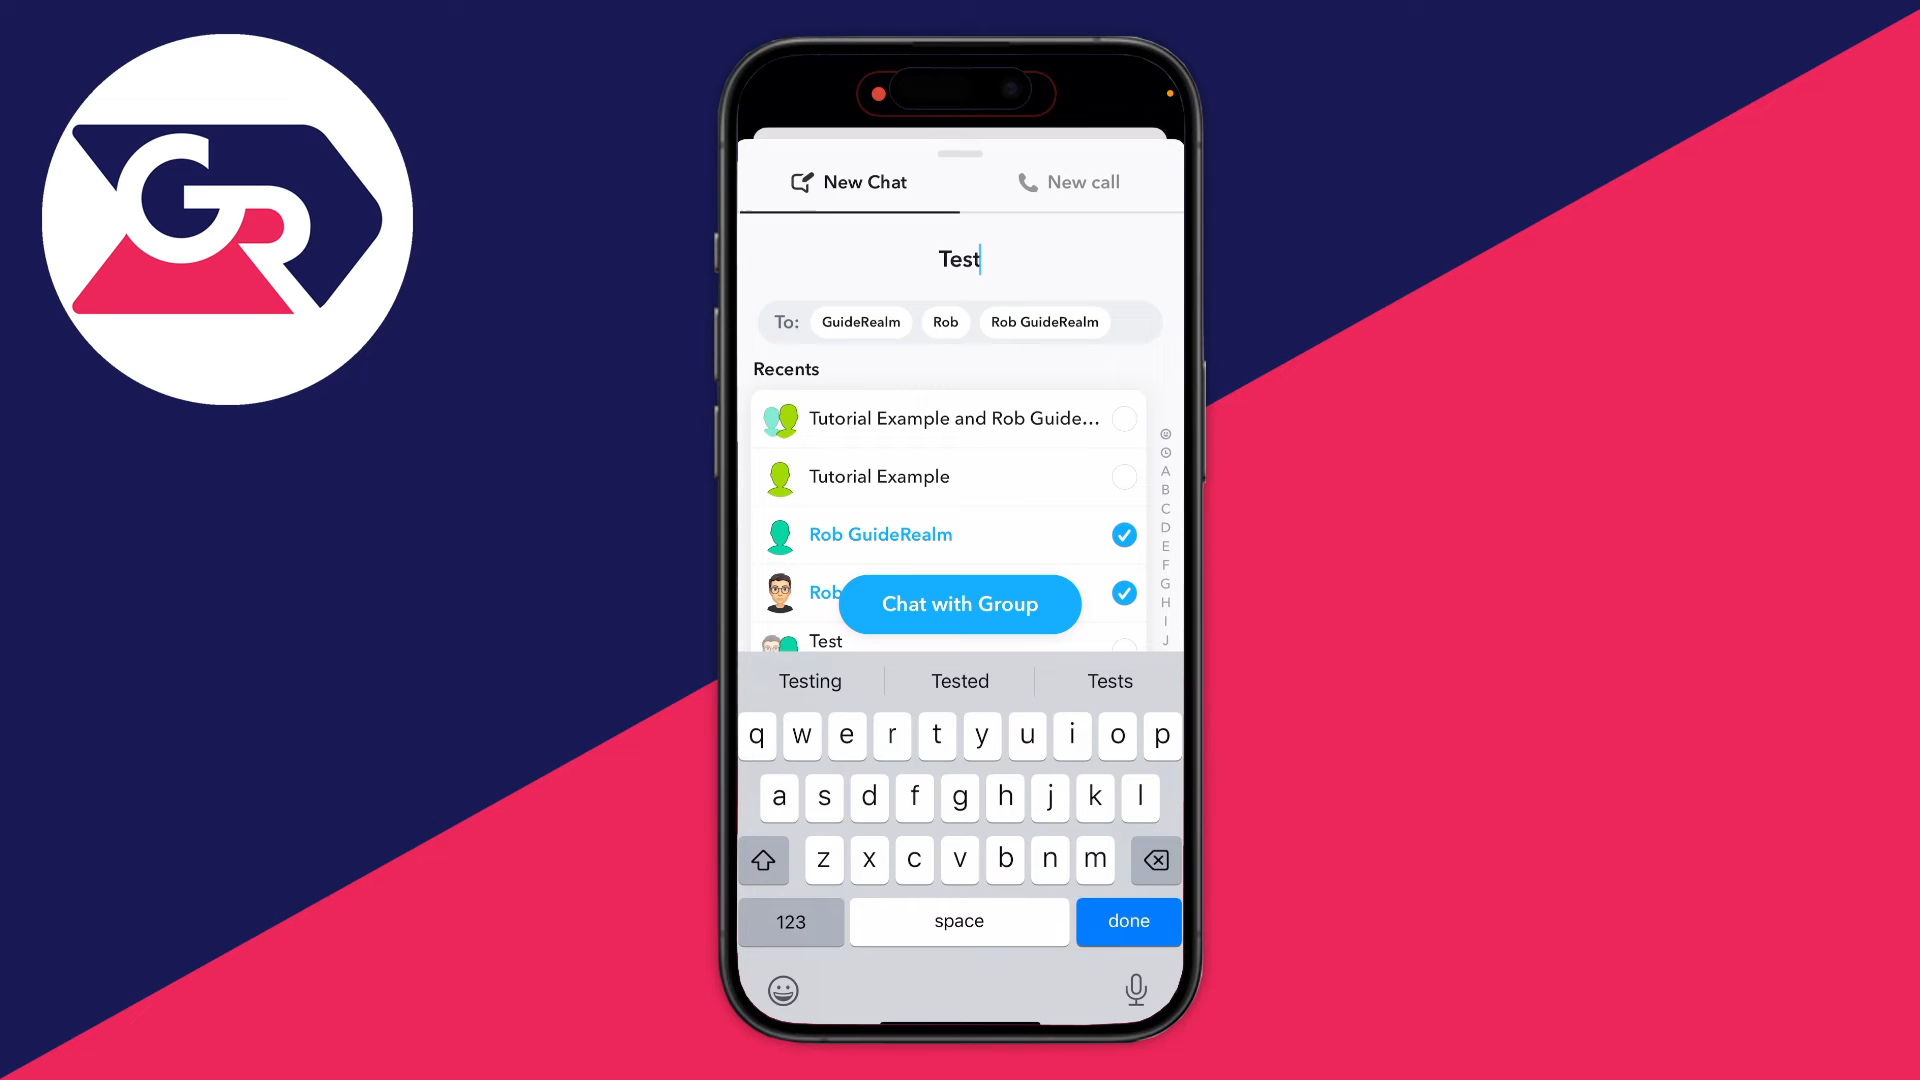 GR
New Chat
New call
Test
To: GuideRealm Rob Rob GuideRealm
Recents
Tutorial Example and Rob Guide...
Tutorial Example
Rob GuideRealm
Rob
Chat with Group
Test
A
B
C
D
E
F
G
H
I
J
Testing Tested Tests
q w e r t y u i o p
a s d f g h j k l
z x c v b n m
123 space done